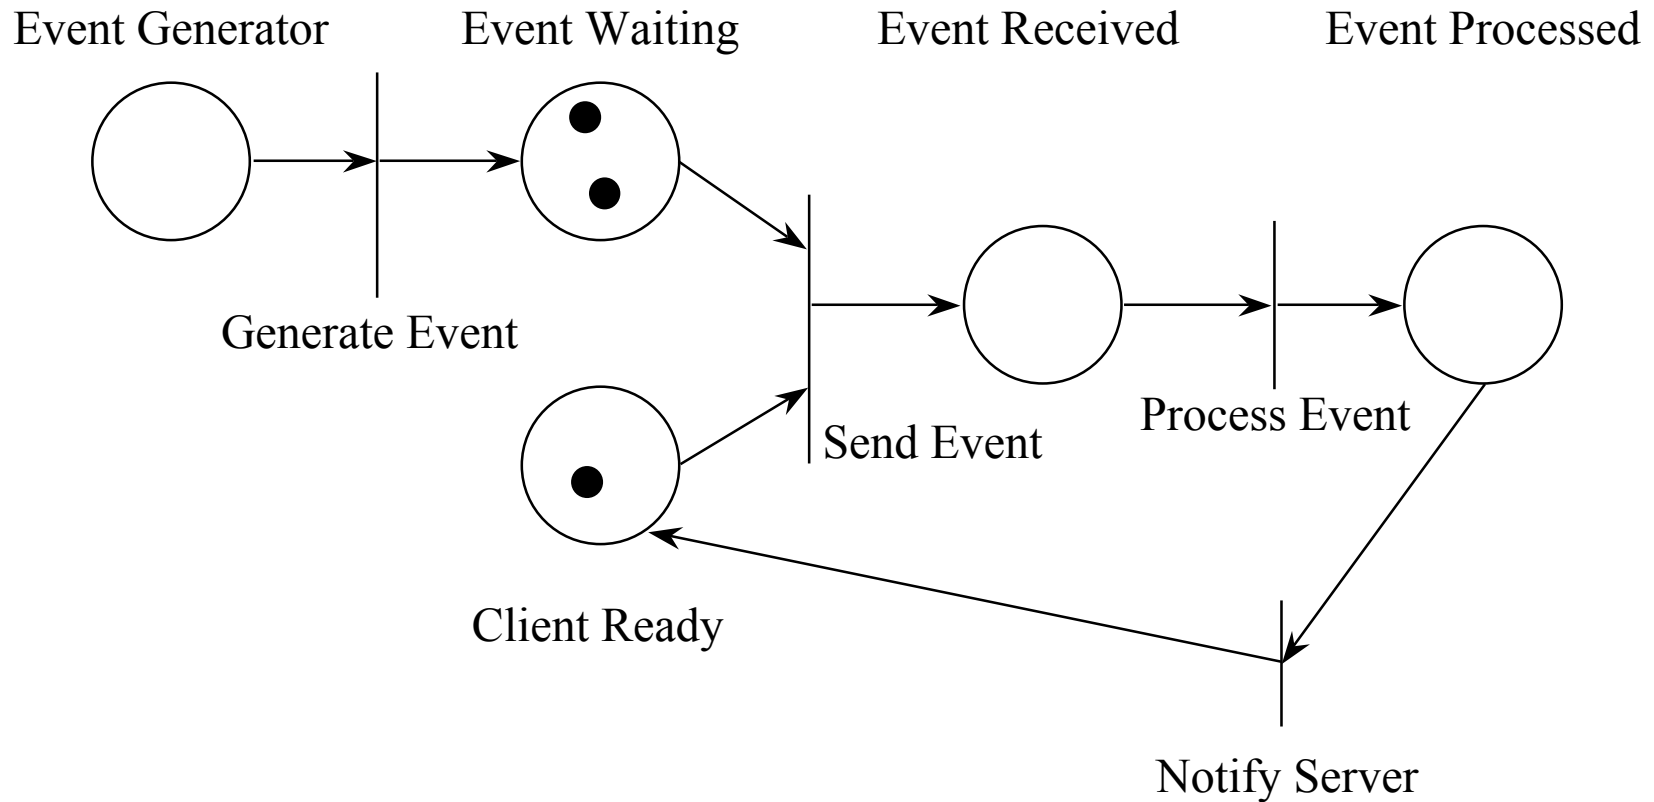 Event Generator
Event Waiting
Event Received
Event Processed
Generate Event
Process Event
Send Event
Client Ready
Notify Server